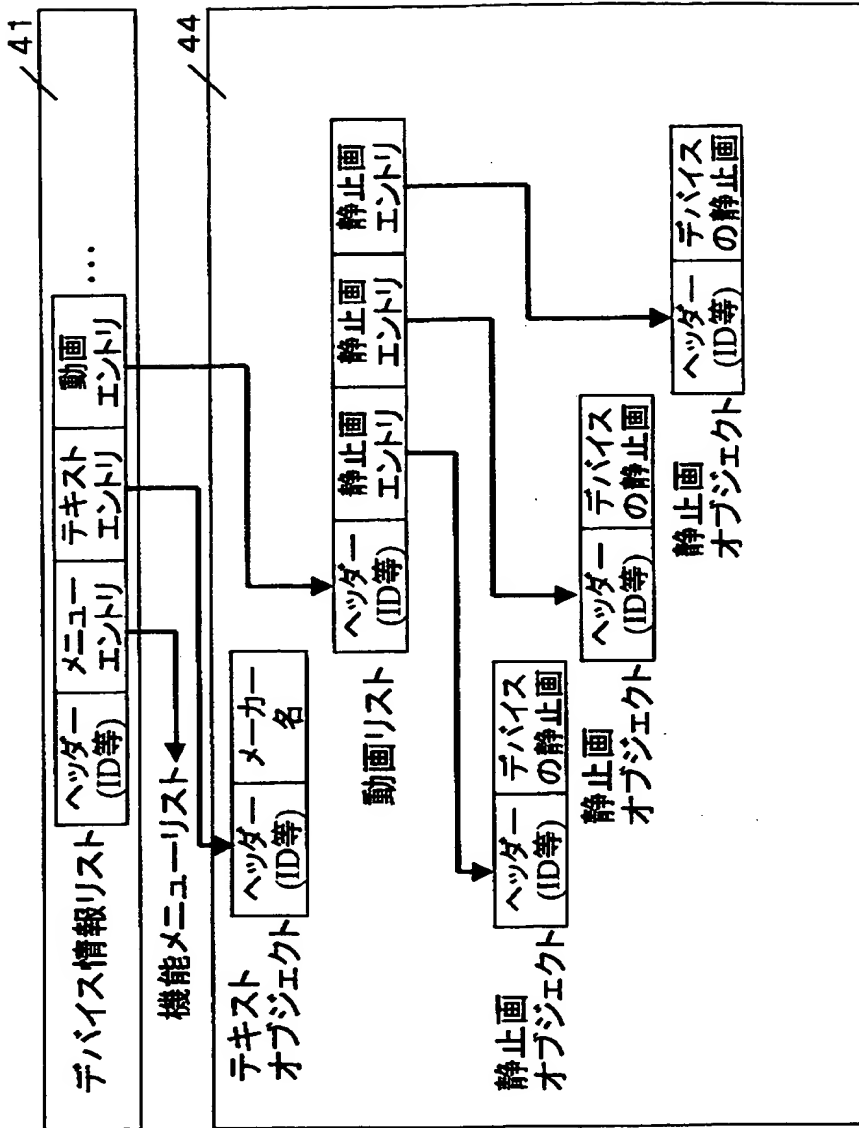 41
デバイス情報リスト
ヘッダー
(ID等)
メニュー
エントリ
テキスト
エントリ
動画
エントリ
...
機能メニューリスト
44
テキスト
オブジェクト
ヘッダー
(ID等)
メーカー
名
動画リスト
ヘッダー
(ID等)
静止画
エントリ
静止画
エントリ
静止画
エントリ
静止画
オブジェクト
ヘッダー
(ID等)
デバイス
の静止画
静止画
オブジェクト
ヘッダー
(ID等)
デバイス
の静止画
静止画
オブジェクト
ヘッダー
(ID等)
デバイス
の静止画